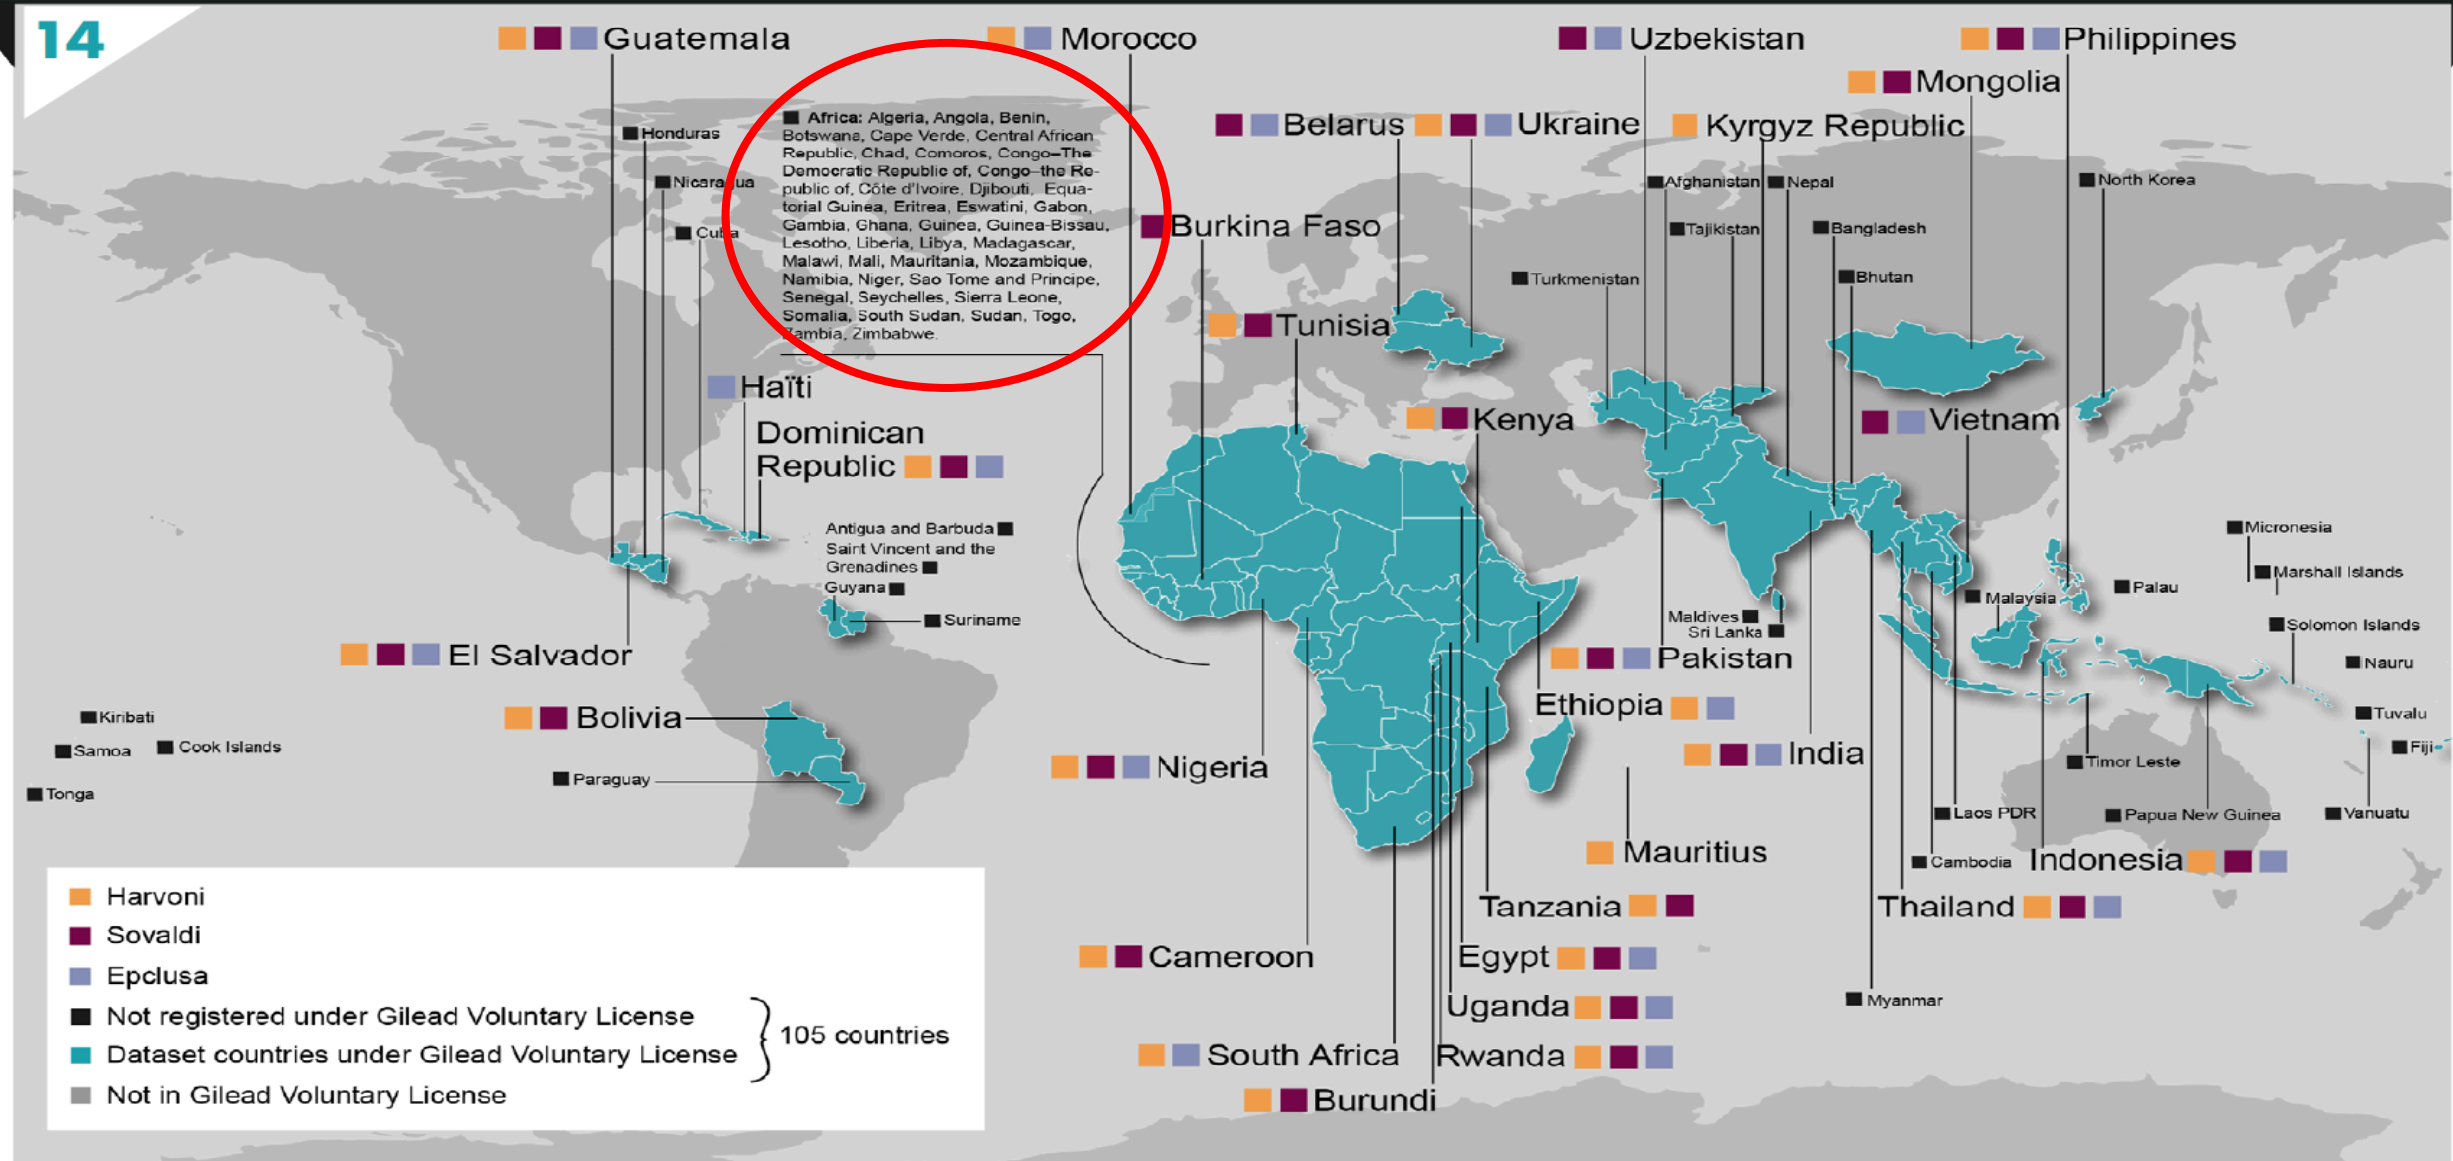 14
Guatemala
Morocco
Uzbekistan
Philippines
Mongolia
Honduras
Africa: Algeria, Angola, Benin,
Botswana, Cape Verde, Central African
Republic, Chad, Comoros, Congo–The
Democratic Republic of, Congo–the Re-
public of, Côte d'Ivoire, Djibouti, Equa-
torial Guinea, Eritrea, Eswatini, Gabon,
Gambia, Ghana, Guinea, Guinea-Bissau,
Lesotho, Liberia, Libya, Madagascar,
Malawi, Mali, Mauritania, Mozambique,
Namibia, Niger, Sao Tome and Principe,
Senegal, Seychelles, Sierra Leone,
Somalia, South Sudan, Sudan, Togo,
Zambia, Zimbabwe.
Belarus
Ukraine
Kyrgyz Republic
Nicaragua
Afghanistan
Nepal
North Korea
Cuba
Burkina Faso
Tajikistan
Bangladesh
Turkmenistan
Bhutan
Tunisia
Haïti
Kenya
Vietnam
Dominican
Republic
Antigua and Barbuda
Saint Vincent and the
Grenadines
Guyana
Suriname
Micronesia
Marshall Islands
Palau
Malaysia
Maldives
Sri Lanka
Solomon Islands
El Salvador
Pakistan
Nauru
Ethiopia
Kiribati
Samoa
Cook Islands
Tonga
Bolivia
Paraguay
Tuvalu
Fiji
Nigeria
India
Timor Leste
Laos PDR
Papua New Guinea
Vanuatu
Mauritius
Cambodia
Indonesia
Tanzania
Thailand
Cameroon
Egypt
Uganda
Myanmar
South Africa
Rwanda
Burundi
Harvoni
Sovaldi
Epclusa
Not registered under Gilead Voluntary License
Dataset countries under Gilead Voluntary License
105 countries
Not in Gilead Voluntary License